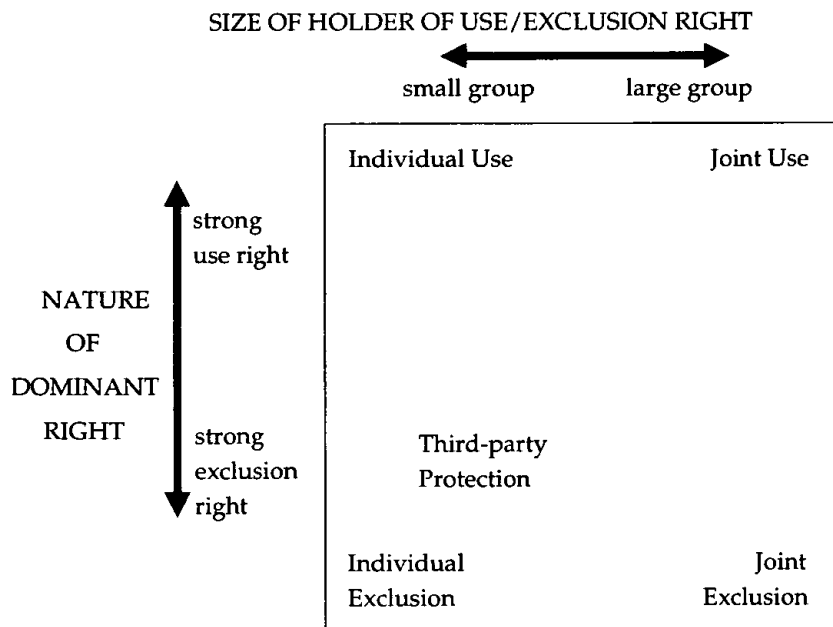 SIZE OF HOLDER OF USE/EXCLUSION RIGHT
small group large group
Individual Use Joint Use
strong
use right
NATURE
OF
DOMINANT
RIGHT
strong
exclusion
right
Third-party
Protection
Individual
Exclusion
Joint
Exclusion